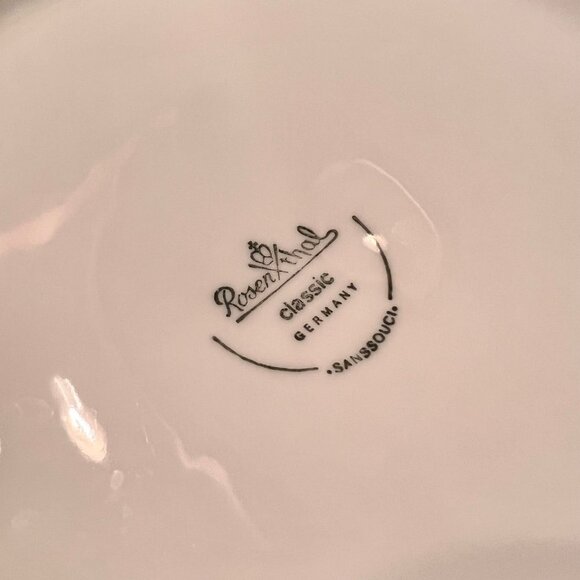 Rosenthal
classic
GERMANY
•SANSSOUCI•